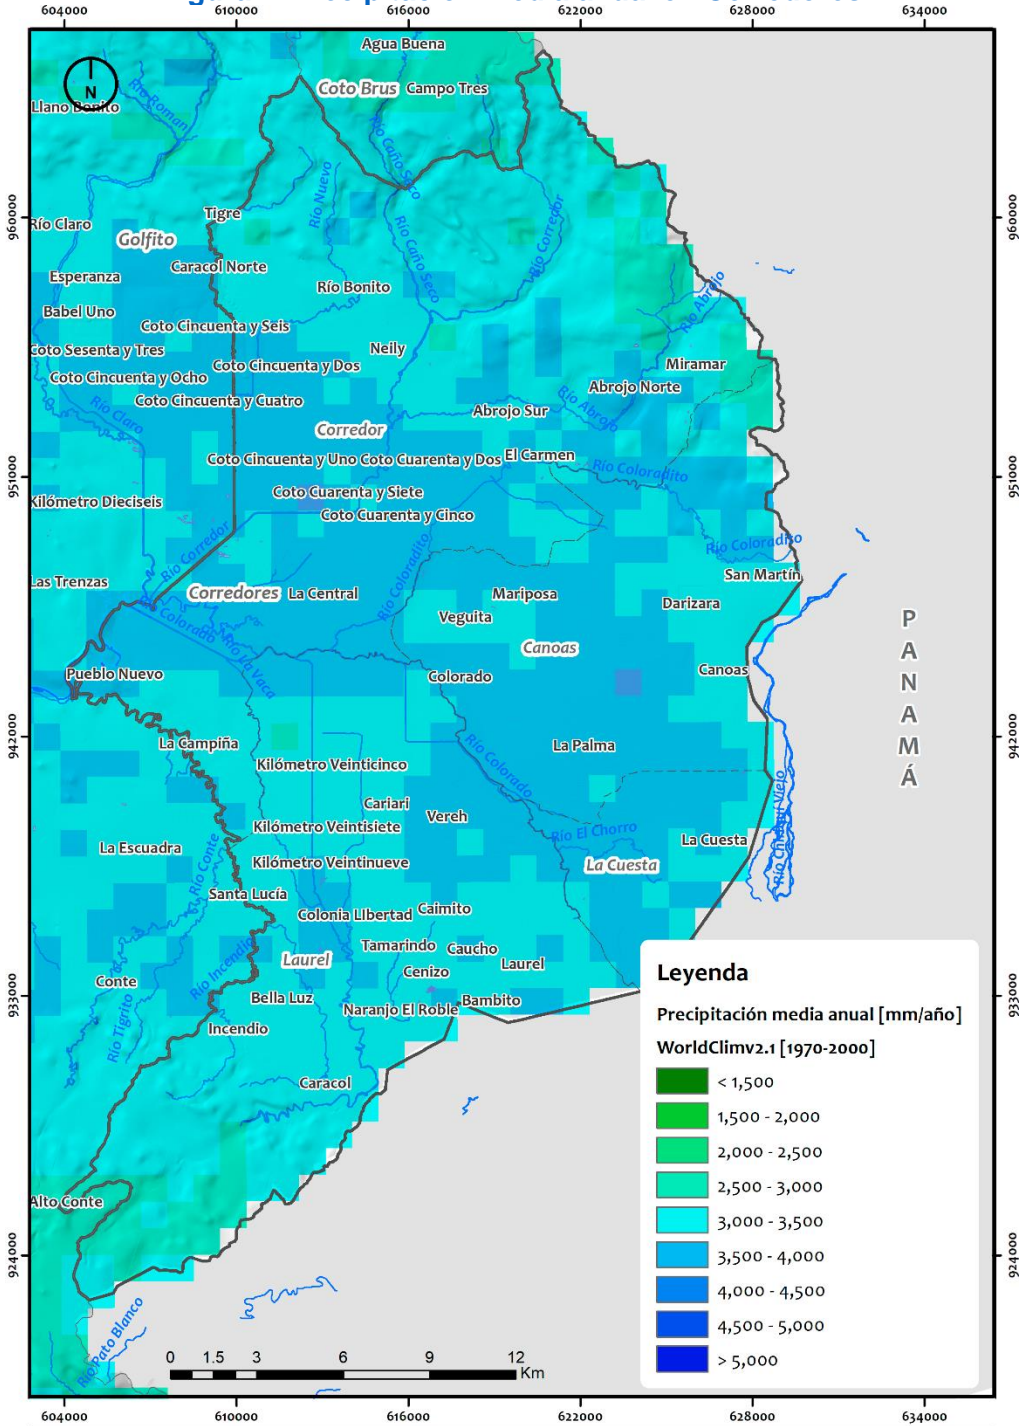 604000 610000 616000 622000 628000 634000
Agua Buena
Coto Brus
Campo Tres
N
Llano Bonito
Río Roman
Río Caño Seco
Río Nuevo
960000
960000
Tigre
Río Claro
Golfito
Río Caño Seco
Río Corredor
Caracol Norte
Esperanza
Río Bonito
Río Abrojo
Babel Uno
Coto Cincuenta y Seis
Coto Sesenta y Tres
Neily
Miramar
Coto Cincuenta y Dos
Coto Cincuenta y Ocho
Abrojo Norte
Río Claro
Coto Cincuenta y Cuatro
Abrojo Sur
Río Abrojo
Corredor
Coto Cincuenta y Uno
Coto Cuarenta y Dos
El Carmen
Río Coloradito
951000
951000
Kilómetro Dieciseis
Coto Cuarenta y Siete
Coto Cuarenta y Cinco
Río Corredor
Río Coloradito
Río Coloradito
Las Trenzas
San Martín
Corredores
La Central
Mariposa
Darizara
Río Colorado
Veguita
PANAMÁ
Río La Vaca
Canoas
Pueblo Nuevo
Colorado
Canoas
942000
942000
La Campiña
La Palma
Kilómetro Veinticinco
Río Colorado
Cariari
Vereh
Río Chiriquí Viejo
Kilómetro Veintisiete
Río El Chorro
La Cuesta
La Escuadra
Río Conte
Kilómetro Veintinueve
La Cuesta
Santa Lucía
Colonia Libertad
Caimito
Tamarindo
Caucho
Laurel
Río Incendio
Cenizo
Laurel
Conte
933000
933000
Bella Luz
Naranjo
El Roble
Bambito
Río Tigrito
Incendio
Caracol
Alto Conte
924000
924000
Río Pato Blanco
Leyenda
Precipitación media anual [mm/año]
WorldClimv2.1 [1970-2000]
< 1,500
1,500 - 2,000
2,000 - 2,500
2,500 - 3,000
3,000 - 3,500
3,500 - 4,000
4,000 - 4,500
4,500 - 5,000
> 5,000
0 1.5 3 6 9 12
Km
604000 610000 616000 622000 628000 634000